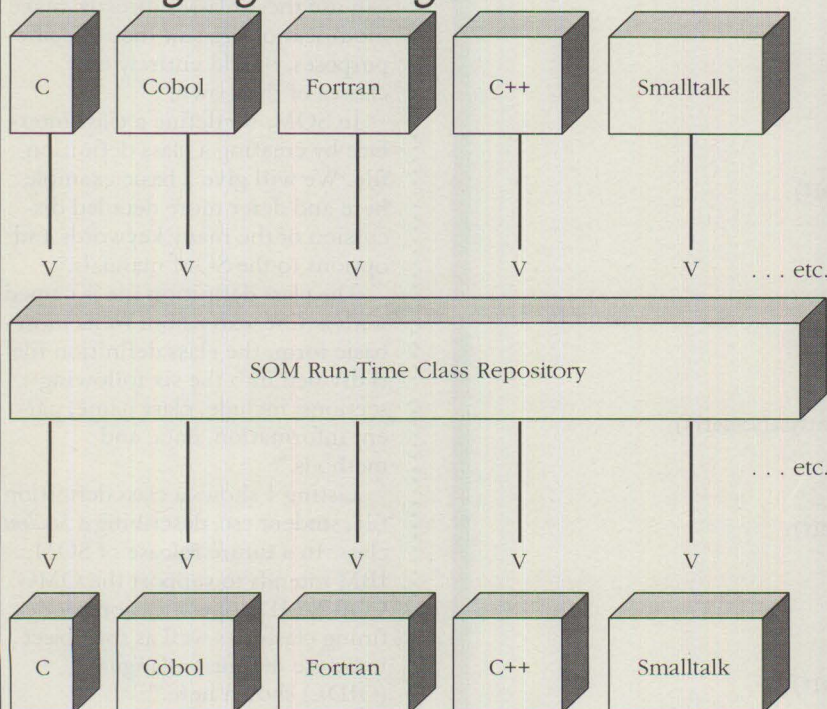 C Cobol Fortran C++ Smalltalk
V V V V V . . . etc.
SOM Run-Time Class Repository
. . . etc.
V V V V V
C Cobol Fortran C++ Smalltalk